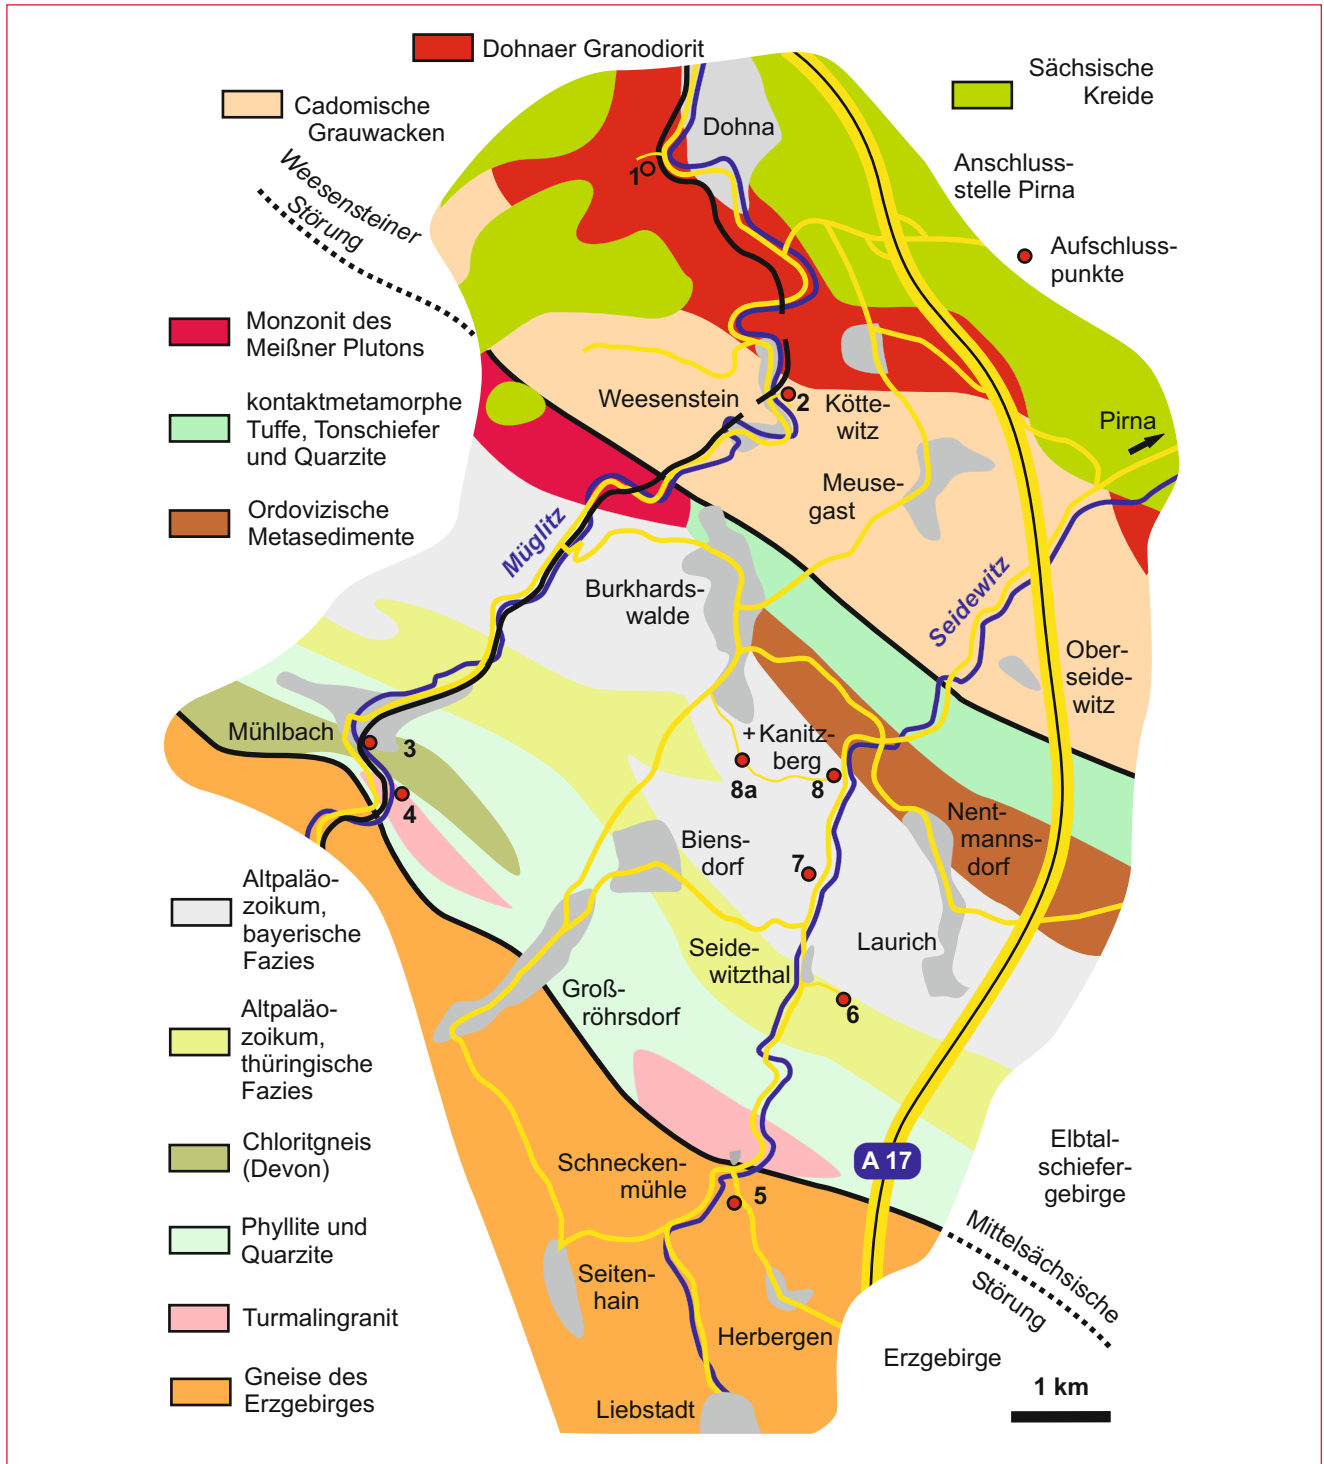 Dohnaer Granodiorit
Sächsische
Kreide
Cadomische
Grauwacken
Dohna
Weesensteiner
Störung
Anschluss-
stelle Pirna
1
Aufschluss-
punkte
Monzonit des
Meißner Plutons
kontaktmetamorphe
Tuffe, Tonschiefer
und Quarzite
Weesenstein
2
Kötte-
witz
Pirna
Meuse-
gast
Ordovizische
Metasedimente
Müglitz
Burkhards-
walde
Seidewitz
Ober-
seide-
witz
Mühlbach
3
+Kanitz-
berg
8a
8
4
Nent-
manns-
dorf
Biens-
dorf
7
Altpaläo-
zoikum,
bayerische
Fazies
Seide-
witzthal
Laurich
Groß-
röhrsdorf
6
Altpaläo-
zoikum,
thüringische
Fazies
Chloritgneis
(Devon)
Schnecken-
mühle
A 17
Elbtal-
schiefer-
gebirge
5
Phyllite und
Quarzite
Mittelsächsische
Störung
Seiten-
hain
Turmalingranit
Herbergen
Erzgebirge
Gneise des
Erzgebirges
1 km
Liebstadt